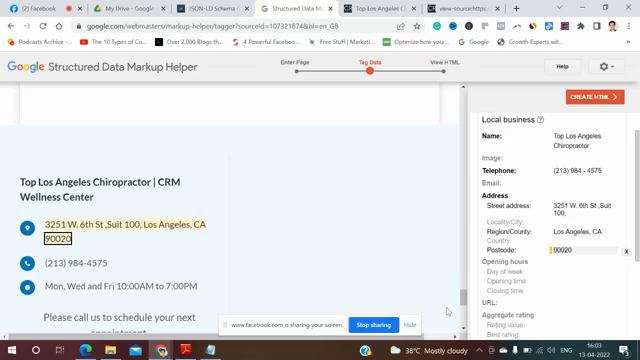 Facebook
My Drive - Google D
JSON-LD Schema G
Structured Data Mar
Top Los Angeles Ch
view-source:https:/
google.com/webmasters/markup-helper/tagger?sourceid=107321874&hl=en_GB
Podcasts Archive -...
The 10 Types of Co...
Over 2,000 Blogs th...
4 Powerful Facebook...
Free Stuff | Marketi...
Optimize how your...
Google
Growth Experts wit...
Google Structured Data Markup Helper
Enter Page
Tag Data
View HTML
Help
CREATE HTML
Local business
Name: Top Los Angeles Chiropractor
Image:
Telephone: (213) 984 - 4575
Email:
Address
Street address: 3251 W. 6th St ,Suit 100,
Locality/City:
Region/County: Los Angeles, CA
Country:
Postcode: 90020 x
Opening hours
Day of week:
Opening time:
Closing time:
URL:
Aggregate rating
Rating value:
Best rating:
Top Los Angeles Chiropractor | CRM
Wellness Center
3251 W. 6th St ,Suit 100, Los Angeles, CA
90020
(213) 984-4575
Mon, Wed and Fri 10:00AM to 7:00PM
Please call us to schedule your next
appointment
www.facebook.com is sharing your screen.
Stop sharing
Hide
38°C Mostly cloudy
ENG
16:03
13-04-2022